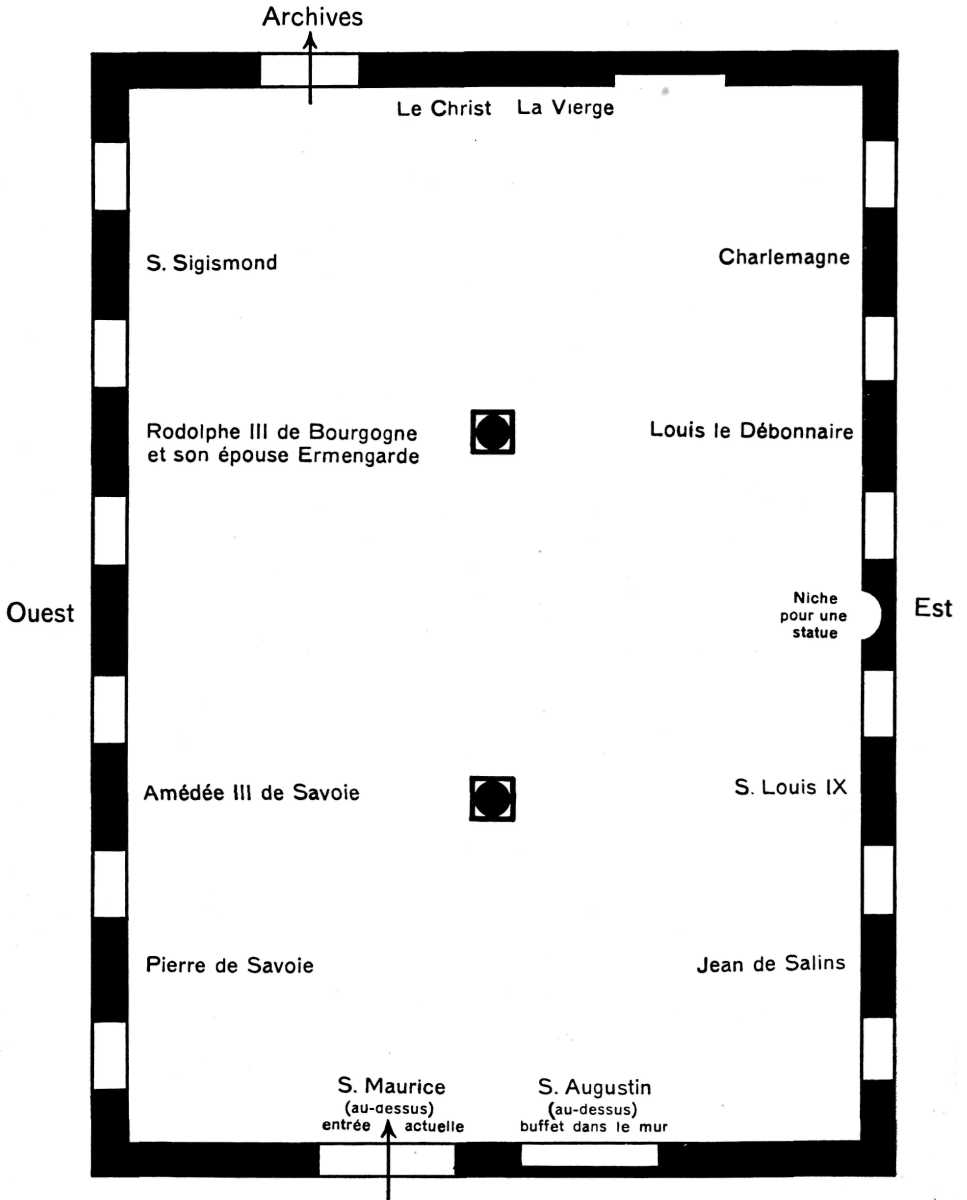 Archives
Le Christ La Vierge
S. Sigismond
Charlemagne
Rodolphe III de Bourgogne
et son épouse Ermengarde
Louis le Débonnaire
Ouest
Niche
pour une
statue
Est
Amédée III de Savoie
S. Louis IX
Pierre de Savoie
Jean de Salins
S. Maurice
(au-dessus)
entrée actuelle
S. Augustin
(au-dessus)
buffet dans le mur